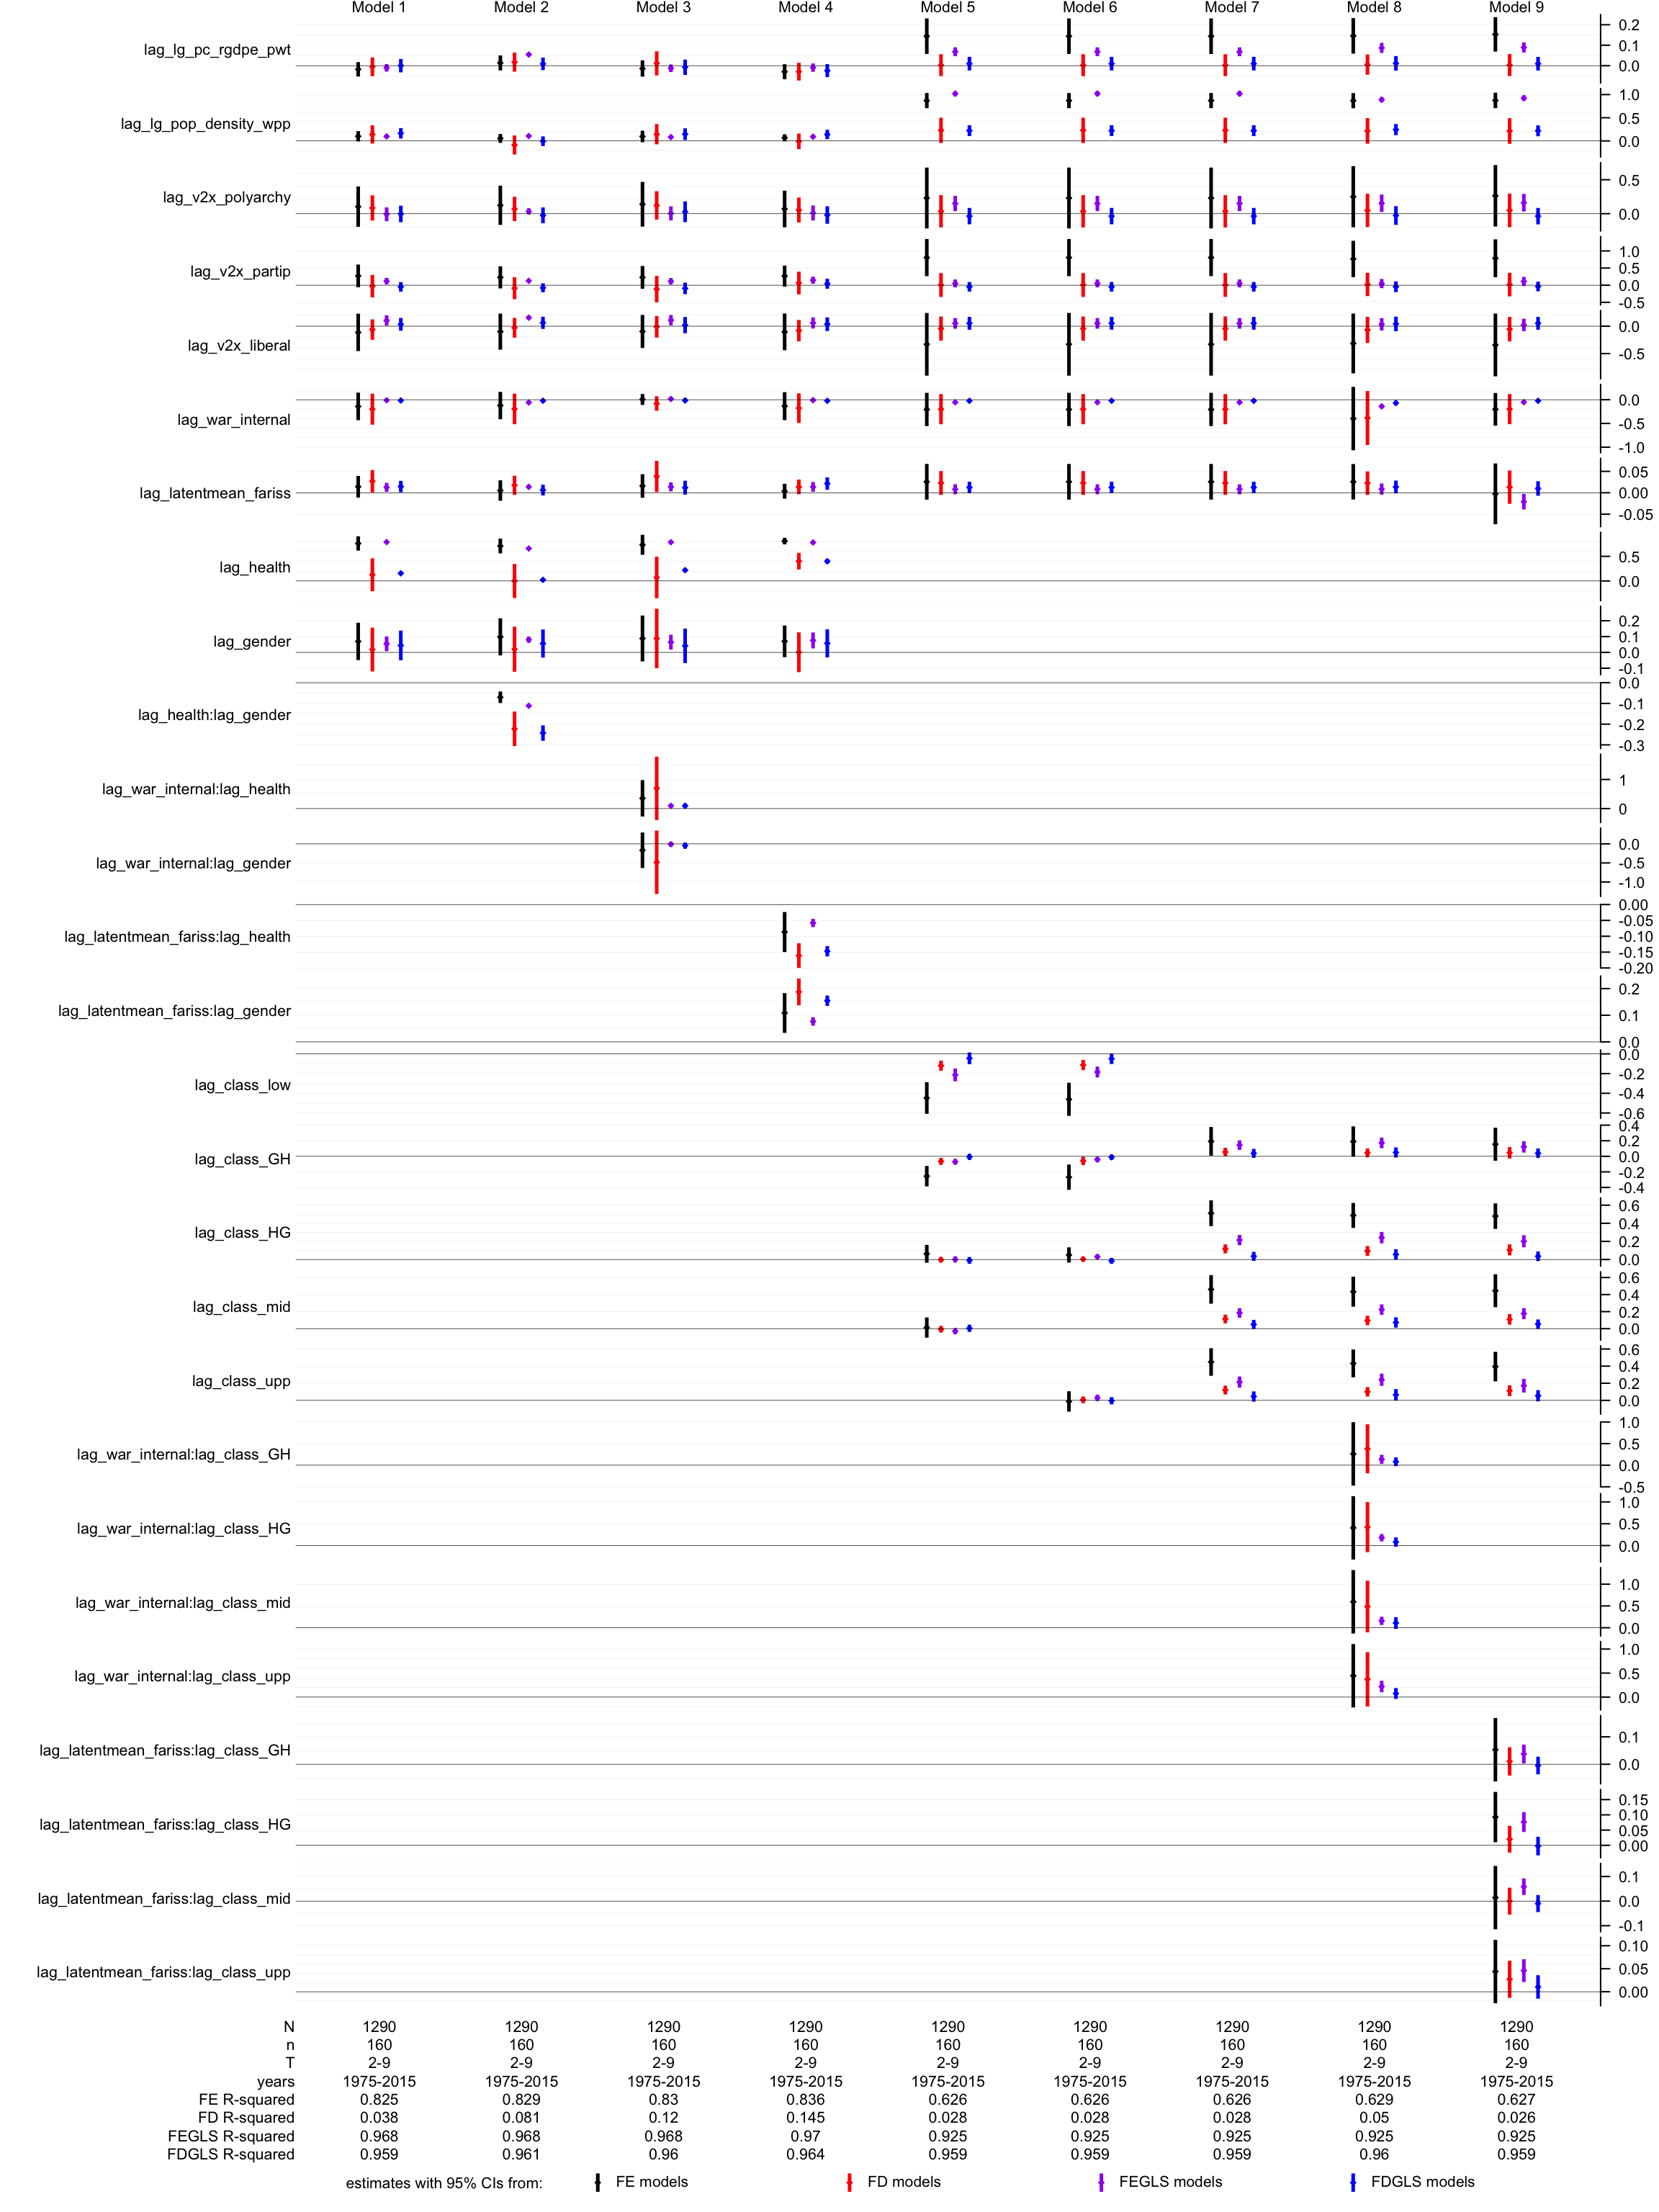 Model 1 Model 2 Model 3 Model 4 Model 5 Model 6 Model 7 Model 8 Model 9
lag_lg_pc_rgdpe_pwt 0.2 0.1 0.0
lag_lg_pop_density_wpp 1.0 0.5 0.0
lag_v2x_polyarchy 0.5 0.0
lag_v2x_partip 1.0 0.5 0.0 -0.5
lag_v2x_liberal 0.0 -0.5
lag_war_internal 0.0 -0.5 -1.0
lag_latentmean_fariss 0.05 0.00 -0.05
lag_health 0.5 0.0
lag_gender 0.2 0.1 0.0 -0.1
lag_health:lag_gender 0.0 -0.1 -0.2 -0.3
lag_war_internal:lag_health 1 0
lag_war_internal:lag_gender 0.0 -0.5 -1.0
lag_latentmean_fariss:lag_health 0.00 -0.05 -0.10 -0.15 -0.20
lag_latentmean_fariss:lag_gender 0.2 0.1 0.0
lag_class_low 0.0 -0.2 -0.4 -0.6
lag_class_GH 0.4 0.2 0.0 -0.2 -0.4
lag_class_HG 0.6 0.4 0.2 0.0
lag_class_mid 0.6 0.4 0.2 0.0
lag_class_upp 0.6 0.4 0.2 0.0
lag_war_internal:lag_class_GH 1.0 0.5 0.0 -0.5
lag_war_internal:lag_class_HG 1.0 0.5 0.0
lag_war_internal:lag_class_mid 1.0 0.5 0.0
lag_war_internal:lag_class_upp 1.0 0.5 0.0
lag_latentmean_fariss:lag_class_GH 0.1 0.0
lag_latentmean_fariss:lag_class_HG 0.15 0.10 0.05 0.00
lag_latentmean_fariss:lag_class_mid 0.1 0.0 -0.1
lag_latentmean_fariss:lag_class_upp 0.10 0.05 0.00
N 1290 1290 1290 1290 1290 1290 1290 1290 1290
n 160 160 160 160 160 160 160 160 160
T 2-9 2-9 2-9 2-9 2-9 2-9 2-9 2-9 2-9
years 1975-2015 1975-2015 1975-2015 1975-2015 1975-2015 1975-2015 1975-2015 1975-2015 1975-2015
FE R-squared 0.825 0.829 0.83 0.836 0.626 0.626 0.626 0.629 0.627
FD R-squared 0.038 0.081 0.12 0.145 0.028 0.028 0.028 0.05 0.026
FEGLS R-squared 0.968 0.968 0.968 0.97 0.925 0.925 0.925 0.925 0.925
FDGLS R-squared 0.959 0.961 0.96 0.964 0.959 0.959 0.959 0.96 0.959
estimates with 95% CIs from: FE models FD models FEGLS models FDGLS models